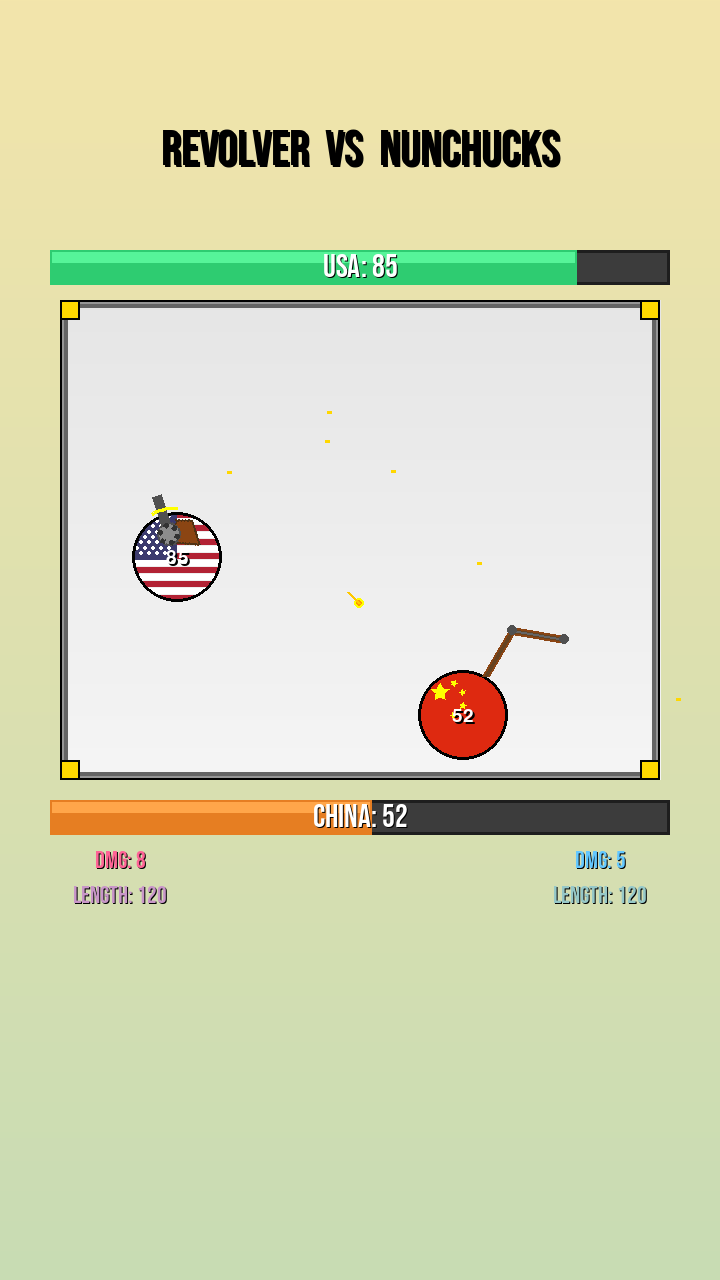 REVOLVER VS NUNCHUCKS
USA: 85
85
52
CHINA: 52
DMG: 8
DMG: 5
LENGTH: 120
LENGTH: 120